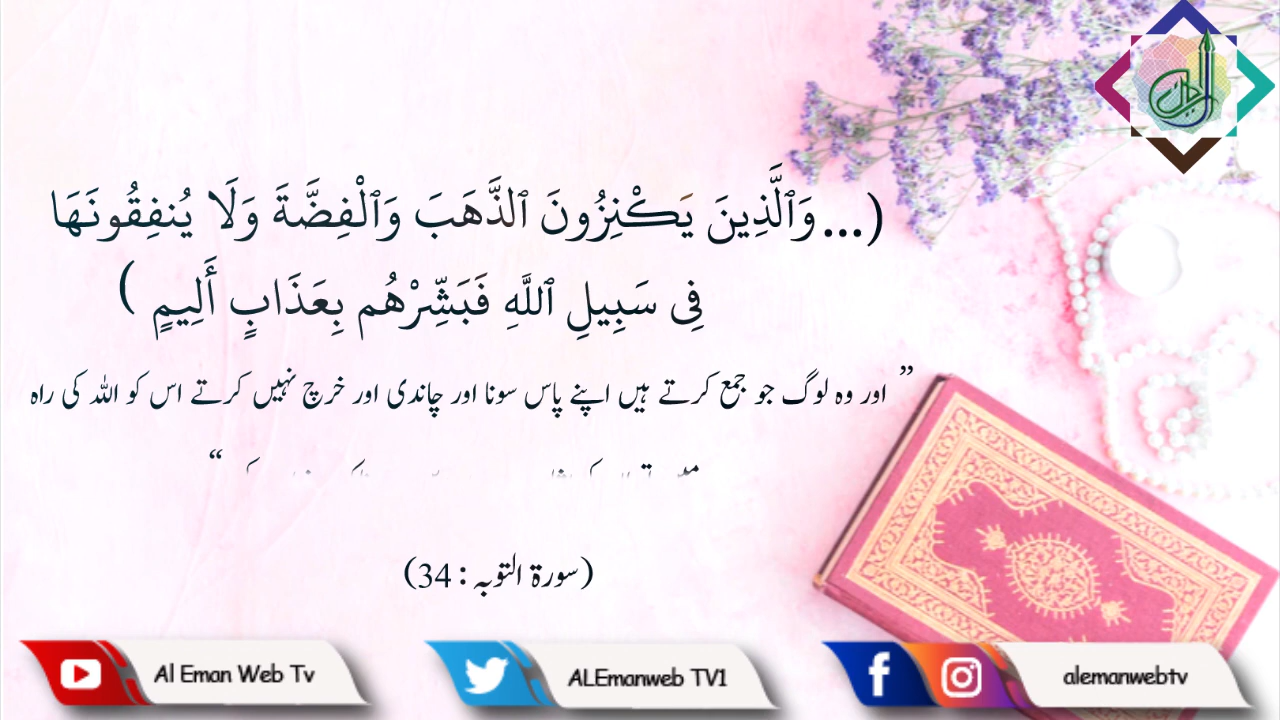 (...وَٱلَّذِينَ يَكْنِزُونَ ٱلذَّهَبَ وَٱلْفِضَّةَ وَلَا يُنفِقُونَهَا
فِى سَبِيلِ ٱللَّهِ فَبَشِّرْهُم بِعَذَابٍ أَلِيمٍ )
” اور وہ لوگ جو جمع کرتے ہیں اپنے پاس سونا اور چاندی اور خرچ نہیں کرتے اس کو اللہ کی راہ
“
(سورۃ التوبہ : 34)
Al Eman Web Tv
ALEmanweb TV1
alemanwebtv